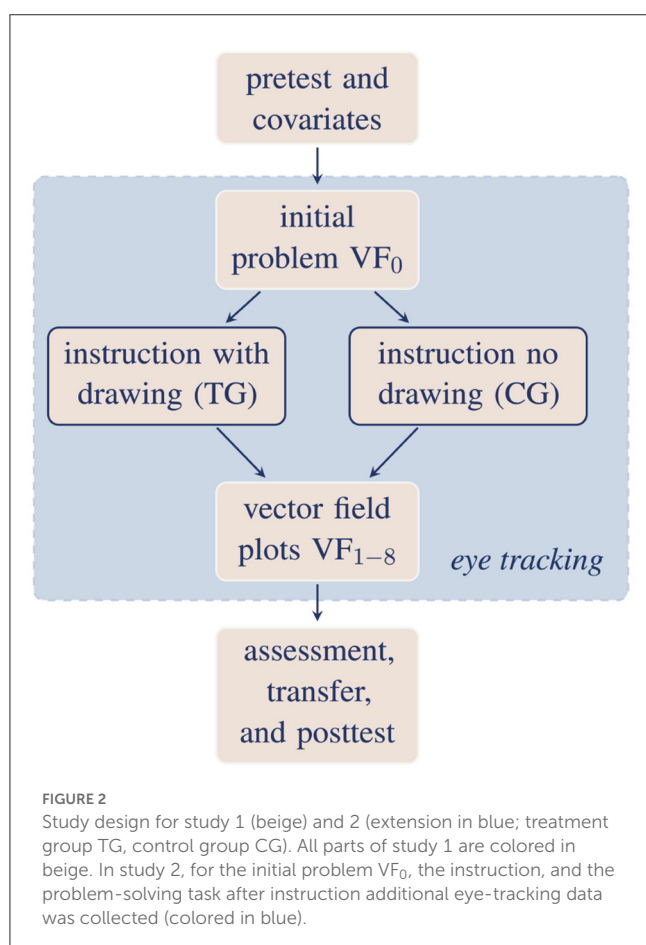 pretest and
covariates
initial
problem VF₀
instruction with
drawing (TG)
instruction no
drawing (CG)
vector field
plots VF₁₋₈
eye tracking
assessment,
transfer,
and posttest
FIGURE 2
Study design for study 1 (beige) and 2 (extension in blue; treatment
group TG, control group CG). All parts of study 1 are colored in
beige. In study 2, for the initial problem VF₀, the instruction, and the
problem-solving task after instruction additional eye-tracking data
was collected (colored in blue).